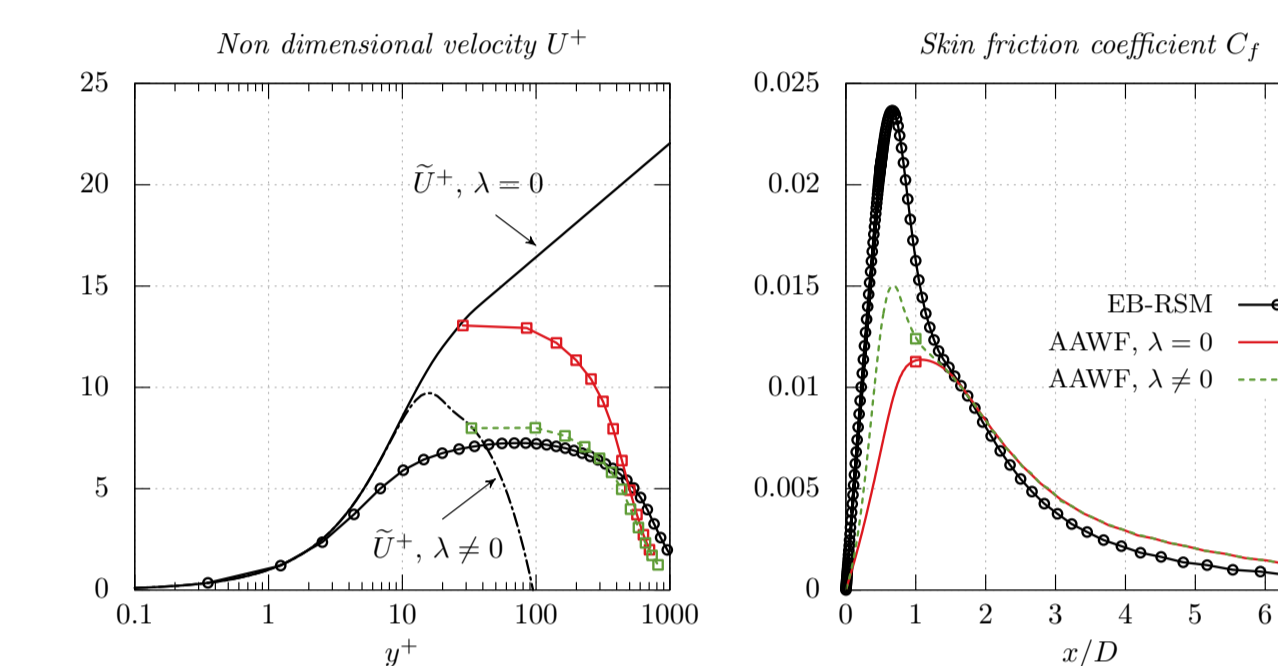 Non dimensional velocity U⁺
25
20
15
10
5
0
0.1 1 10 100 1000
y⁺
Ũ⁺, λ = 0
Ũ⁺, λ ≠ 0
Skin friction coefficient C_f
0.025
0.02
0.015
0.01
0.005
0
0 1 2 3 4 5 6
x/D
EB-RSM
AAWF, λ = 0
AAWF, λ ≠ 0